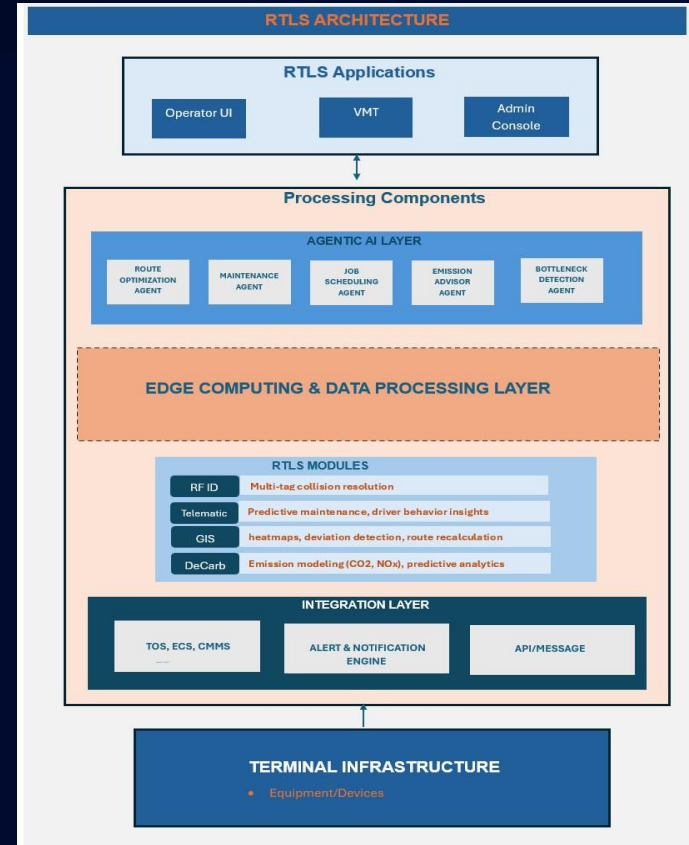 RTLS ARCHITECTURE
RTLS Applications
Operator UI
VMT
Admin
Console
Processing Components
AGENTIC AI LAYER
ROUTE
OPTIMIZATION
AGENT
MAINTENANCE
AGENT
JOB
SCHEDULING
AGENT
EMISSION
ADVISOR
AGENT
BOTTLENECK
DETECTION
AGENT
EDGE COMPUTING & DATA PROCESSING LAYER
RTLS MODULES
RF ID
Multi-tag collision resolution
Telematic
Predictive maintenance, driver behavior insights
GIS
heatmaps, deviation detection, route recalculation
DeCarb
Emission modeling (CO2, NOx), predictive analytics
INTEGRATION LAYER
TOS, ECS, CMMS
ALERT & NOTIFICATION
ENGINE
API/MESSAGE
TERMINAL INFRASTRUCTURE
• Equipment/Devices